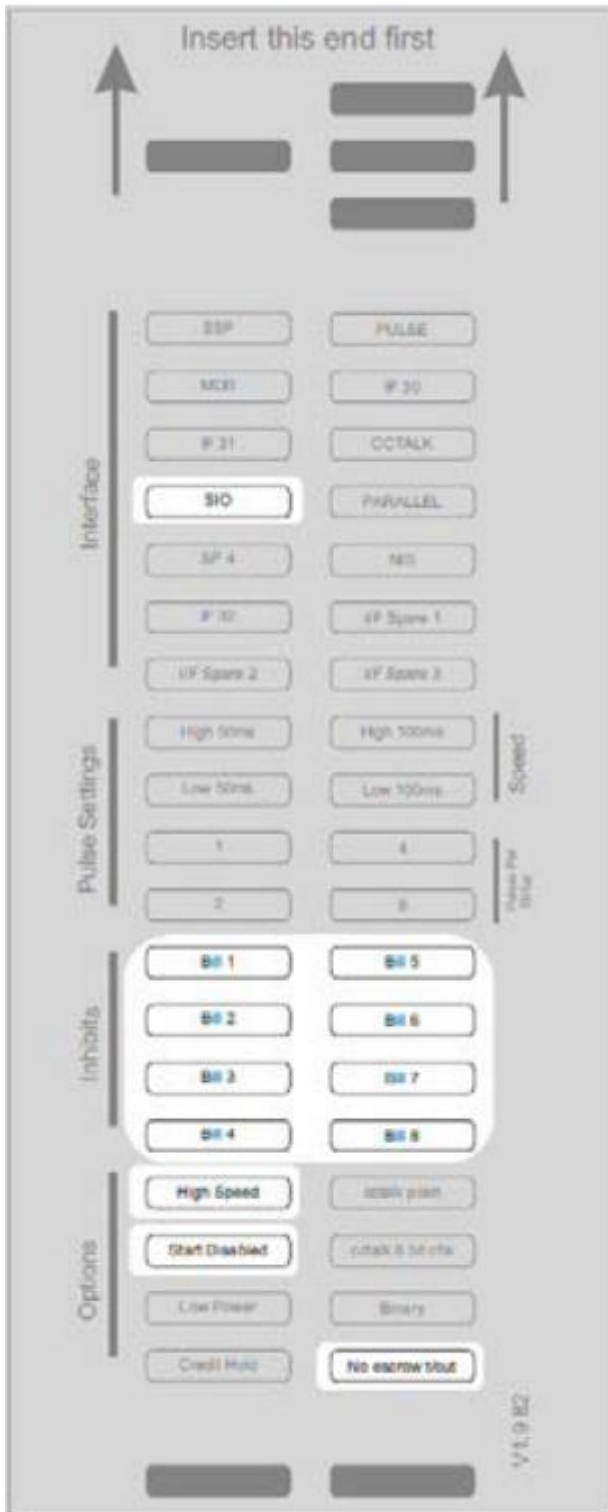 Insert this end first
SSP PULSE
MDB IF 30
IF 31 CCTALK
SIO PARALLEL
SP 4 NIS
IF 32 I/F Spare 1
I/F Spare 2 I/F Spare 3
Interface
High 50ms High 100ms
Low 50ms Low 100ms
Speed
1 4
2 8
Pulse Settings
Bill 1 Bill 5
Bill 2 Bill 6
Bill 3 Bill 7
Bill 4 Bill 8
Inhibits
High Speed
Start Disabled
Low Power Binary
Credit Hold No escrow t/out
Options
V1.9 B2